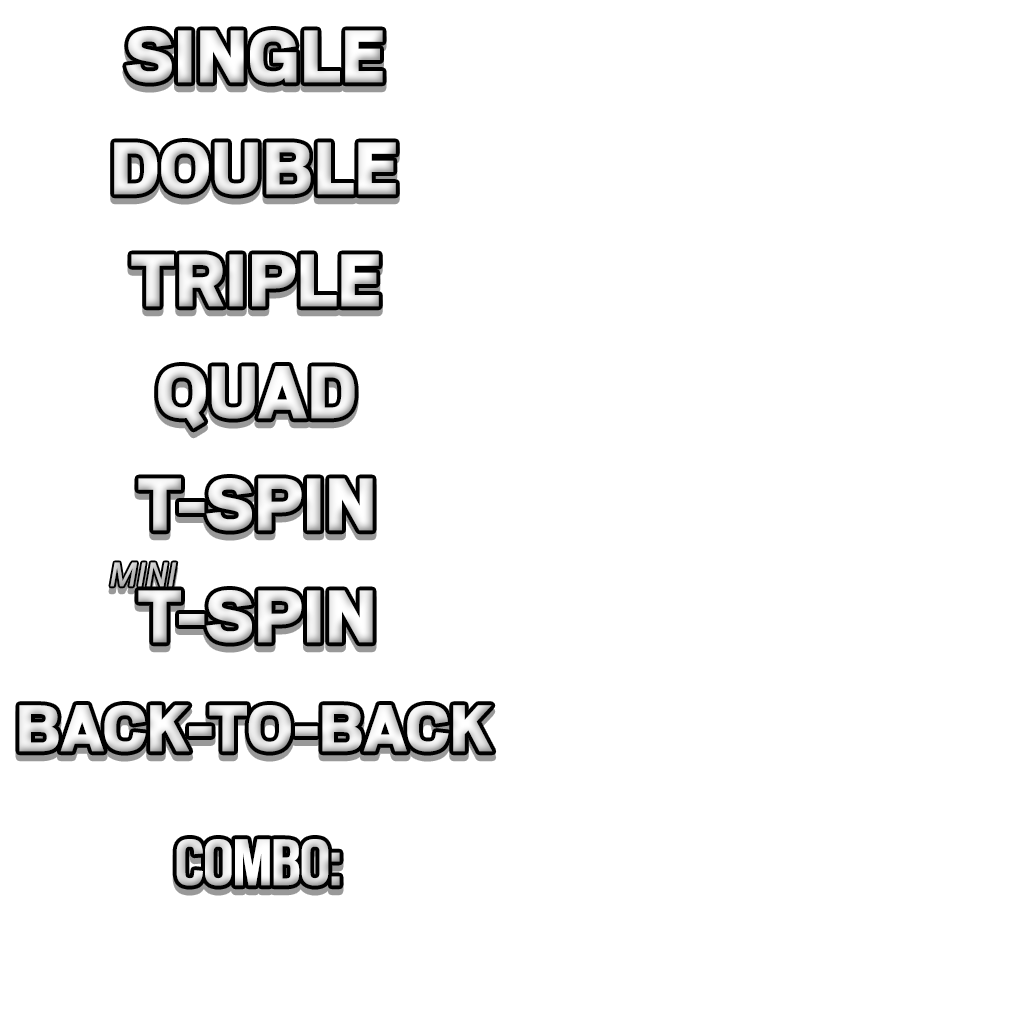 SINGLE
DOUBLE
TRIPLE
QUAD
T-SPIN
MINI
T-SPIN
BACK-TO-BACK
COMBO: